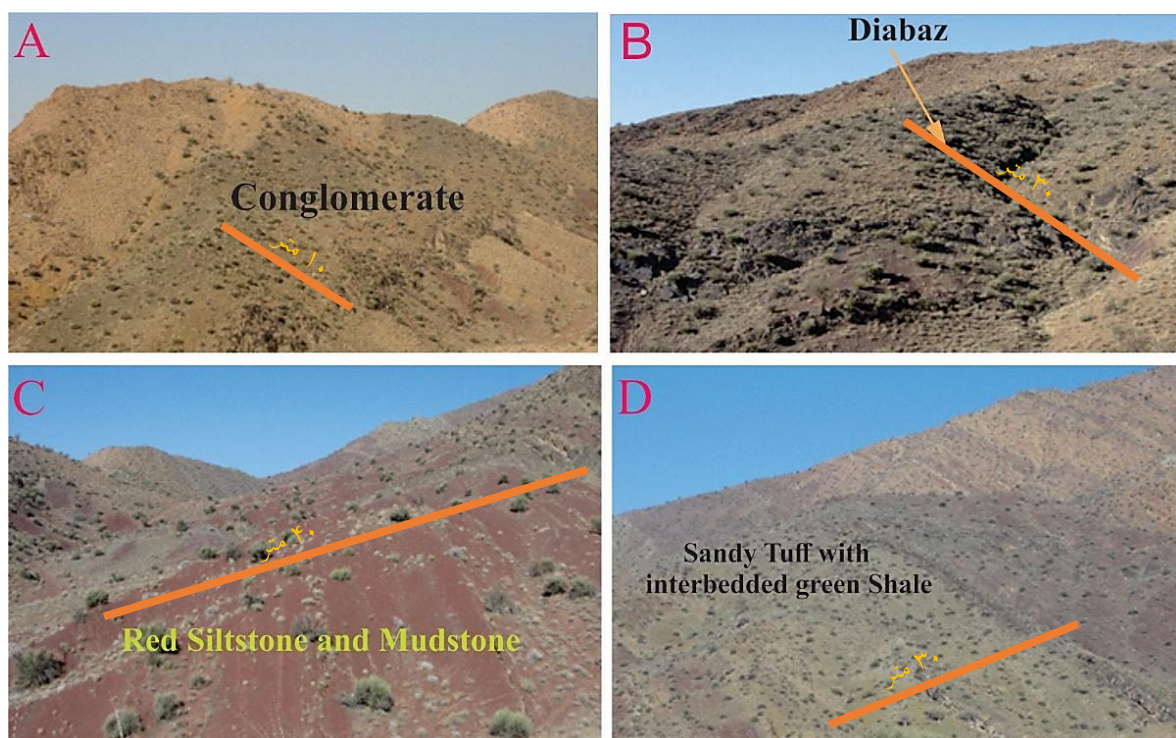 A
Conglomerate
۱۰ متر
B
Diabaz
۳۰ متر
C
۴۰ متر
Red Siltstone and Mudstone
D
Sandy Tuff with
interbedded green Shale
۳۰ متر